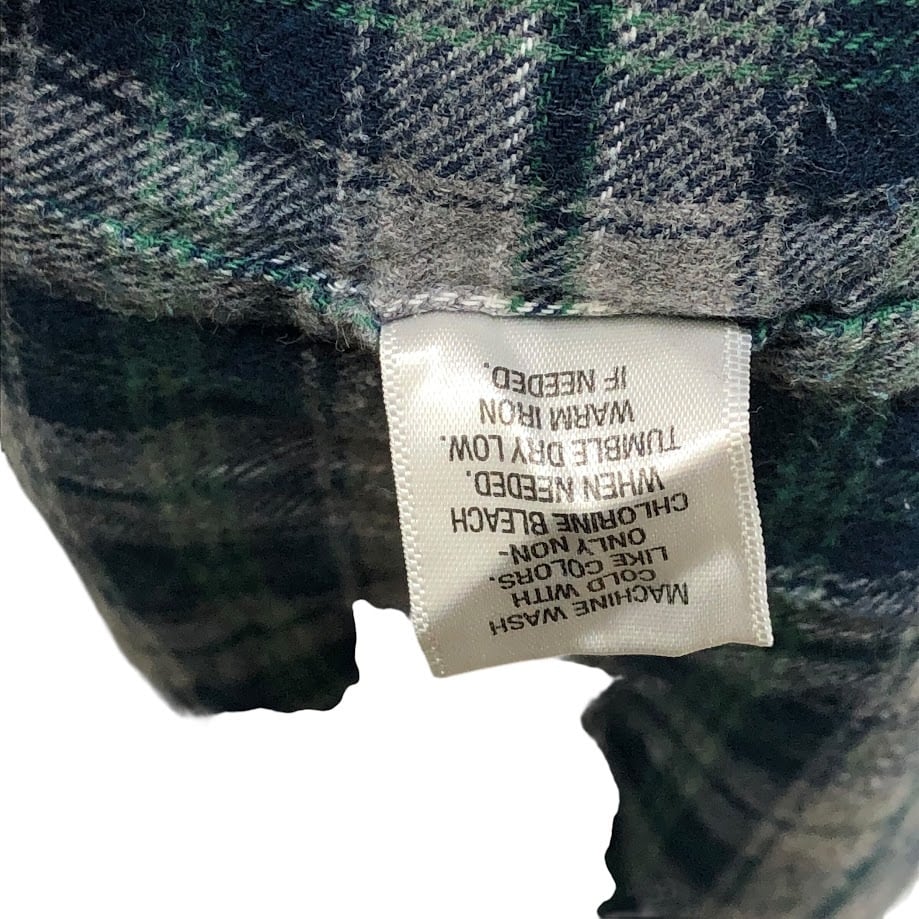 MACHINE WASH
COLD WITH
LIKE COLORS.
ONLY NON-
CHLORINE BLEACH
WHEN NEEDED.
TUMBLE DRY LOW.
WARM IRON
IF NEEDED.